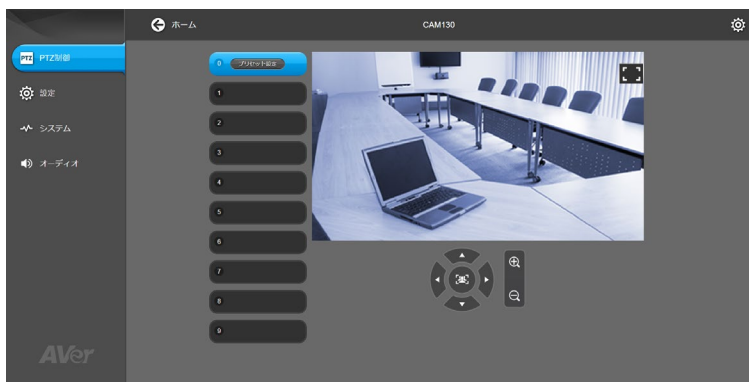 ホーム
CAM130
PTZ PTZ制御
設定
システム
オーディオ
0 プリセット設定
1
2
3
4
5
6
7
8
9
AVer